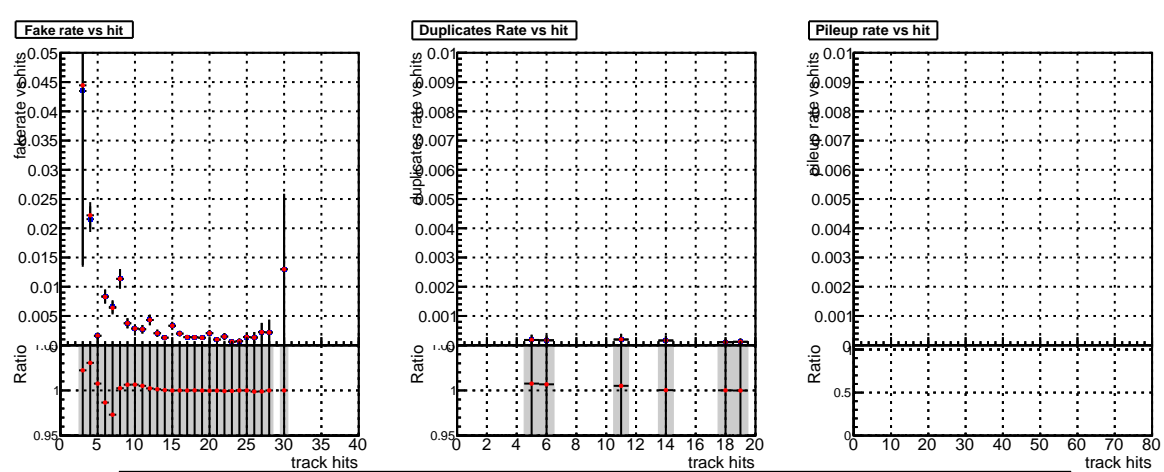 Fake rate vs hit
fakerate vs hits
0.05
0.045
0.04
0.035
0.03
0.025
0.02
0.015
0.01
0.005
Ratio
1
0.95
0 5 10 15 20 25 30 35 40
track hits
Duplicates Rate vs hit
duplicates rate vs hits
0.01
0.009
0.008
0.007
0.006
0.005
0.004
0.003
0.002
0.001
Ratio
1
0.95
0 2 4 6 8 10 12 14 16 18 20
track hits
Pileup rate vs hit
pileup rate vs hits
0.01
0.009
0.008
0.007
0.006
0.005
0.004
0.003
0.002
0.001
0
Ratio
1
0.5
0
0 10 20 30 40 50 60 70 80
track hits